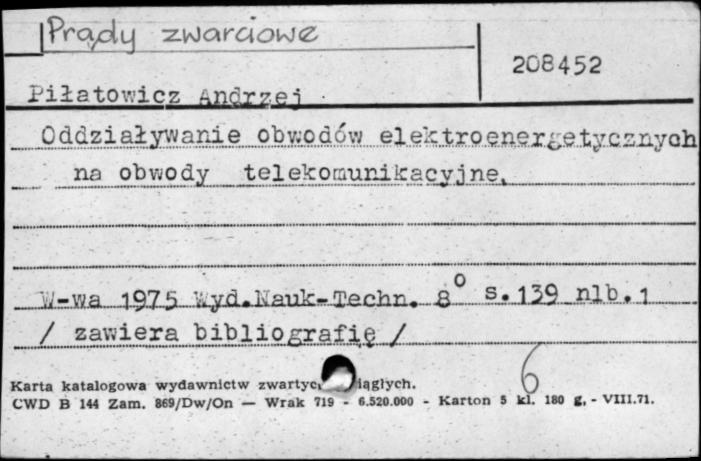 Prądy zwarciowe
208452
Piłatowicz Andrzej
Oddziaływanie obwodów elektroenergetycznych
na obwody telekomunikacyjne.
W-wa 1975 Wyd.Nauk-Techn. 8° s.139 nlb.1
/ zawiera bibliografię /
6
Karta katalogowa wydawnictw zwartyc iągłych.
CWD B 144 Zam. 869/Dw/On — Wrak 719 - 6.520.000 - Karton 5 kl. 180 g. - VIII.71.